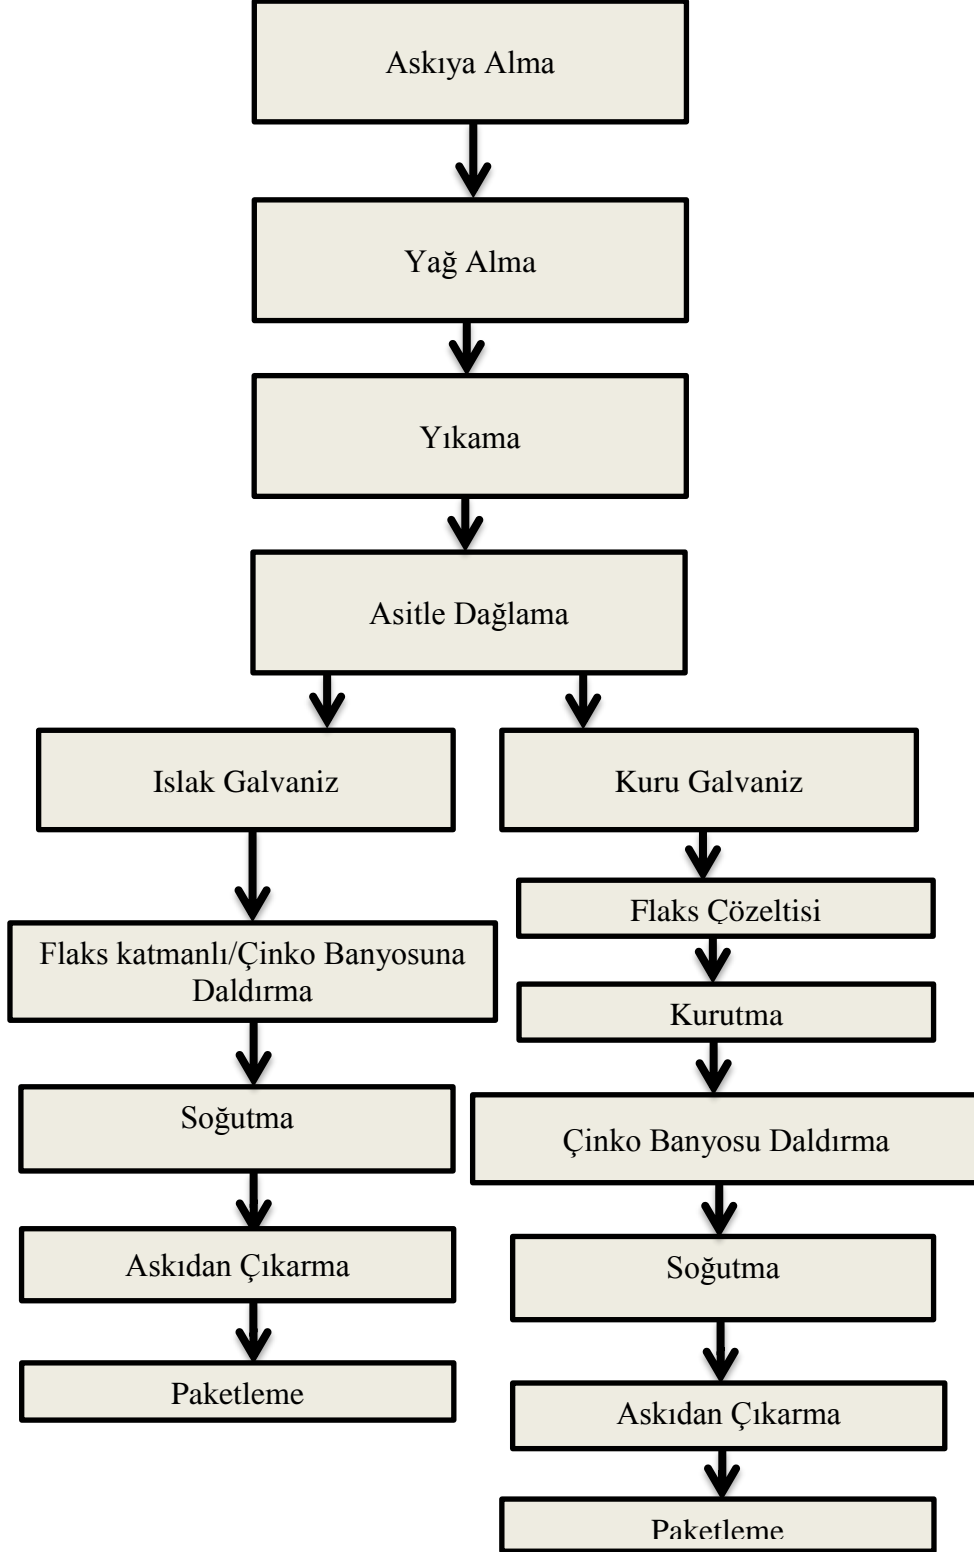 Askıya Alma
Yağ Alma
Yıkama
Asitle Dağlama
Islak Galvaniz
Flaks katmanlı/Çinko Banyosuna
Daldırma
Soğutma
Askıdan Çıkarma
Paketleme
Kuru Galvaniz
Flaks Çözeltisi
Kurutma
Çinko Banyosu Daldırma
Soğutma
Askıdan Çıkarma
Paketleme